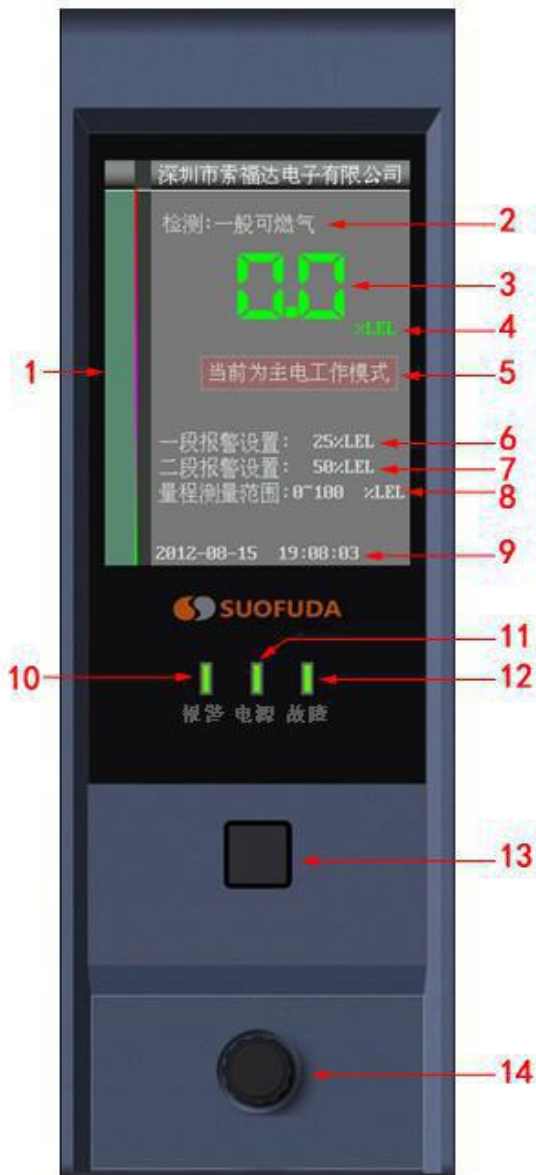 深圳市索福达电子有限公司
检测:一般可燃气
2
0.0
3
%LEL
4
1
当前为主电工作模式
5
一段报警设置: 25%LEL
6
二段报警设置: 50%LEL
7
量程测量范围:0~100 %LEL
8
2012-08-15 19:08:03
9
SUOFUDA
11
10
12
报警 电源 故障
13
14